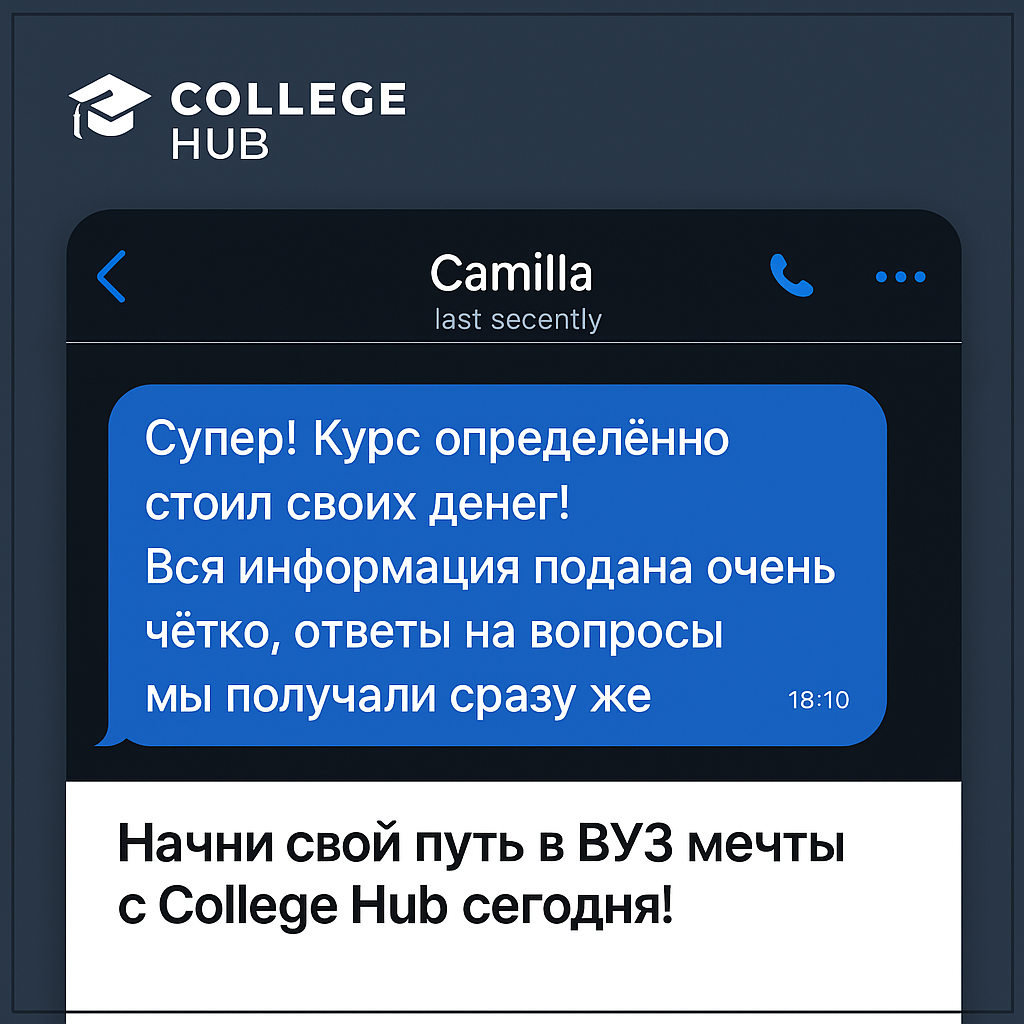 COLLEGE
HUB
Camilla
last secently
Супер! Курс определённо
стоил своих денег!
Вся информация подана очень
чётко, ответы на вопросы
мы получали сразу же
18:10
Начни свой путь в ВУЗ мечты
с College Hub сегодня!